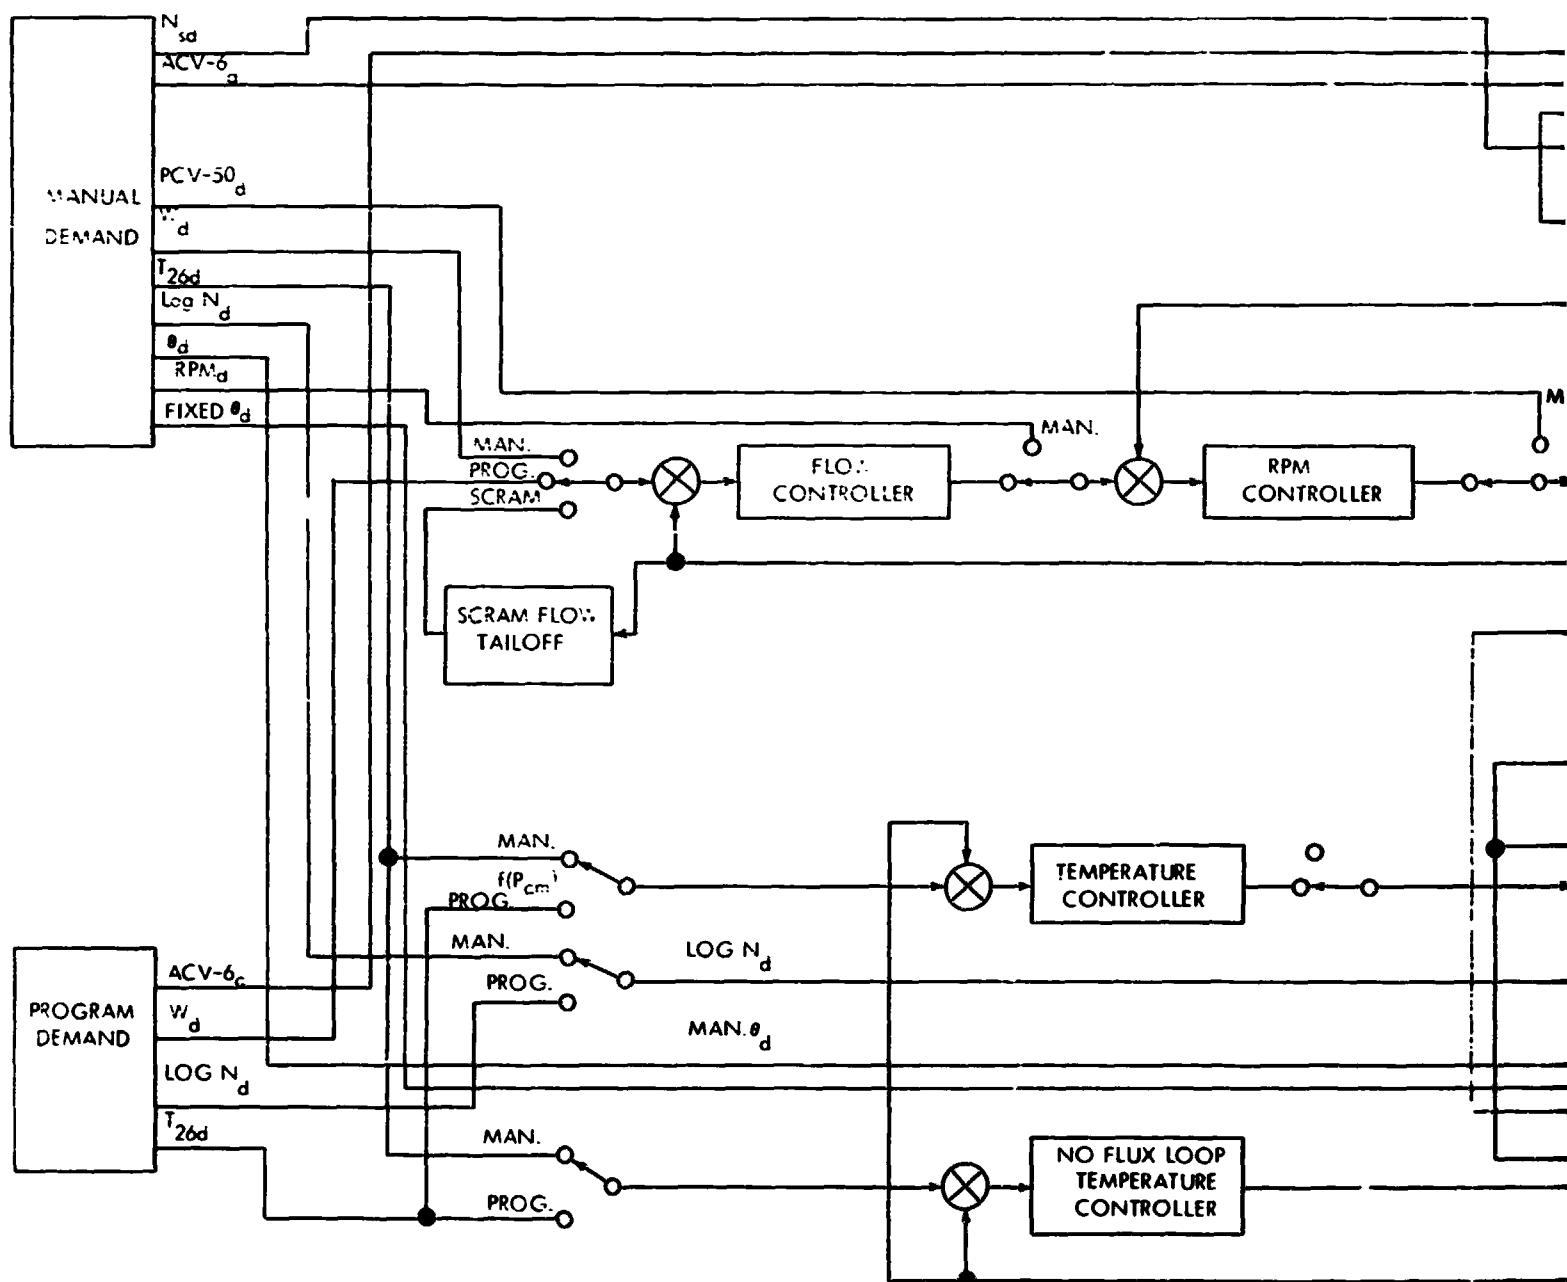 N sd
ACV-6 a
PCV-50 d
MANUAL
DEMAND
W d
T 26d
Log N d
θ d
RPM d
FIXED θ d
MAN.
PROG.
SCRAM
FLOW
CONTROLLER
MAN.
RPM
CONTROLLER
M
SCRAM FLOW
TAILOFF
MAN.
f(P cm)
PROG.
TEMPERATURE
CONTROLLER
MAN.
PROG.
LOG N d
MAN. θ d
PROGRAM
DEMAND
ACV-6 c
W d
LOG N d
T 26d
MAN.
PROG.
NO FLUX LOOP
TEMPERATURE
CONTROLLER